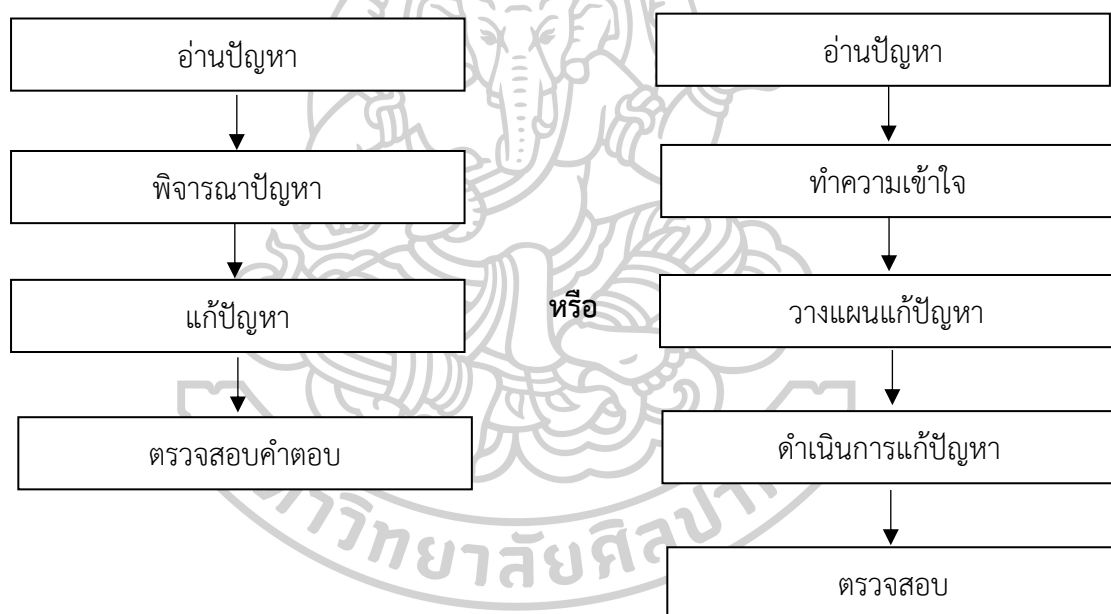 อ่านปัญหา
พิจารณาปัญหา
แก้ปัญหา
ตรวจสอบคำตอบ
หรือ
อ่านปัญหา
ทำความเข้าใจ
วางแผนแก้ปัญหา
ดำเนินการแก้ปัญหา
ตรวจสอบ